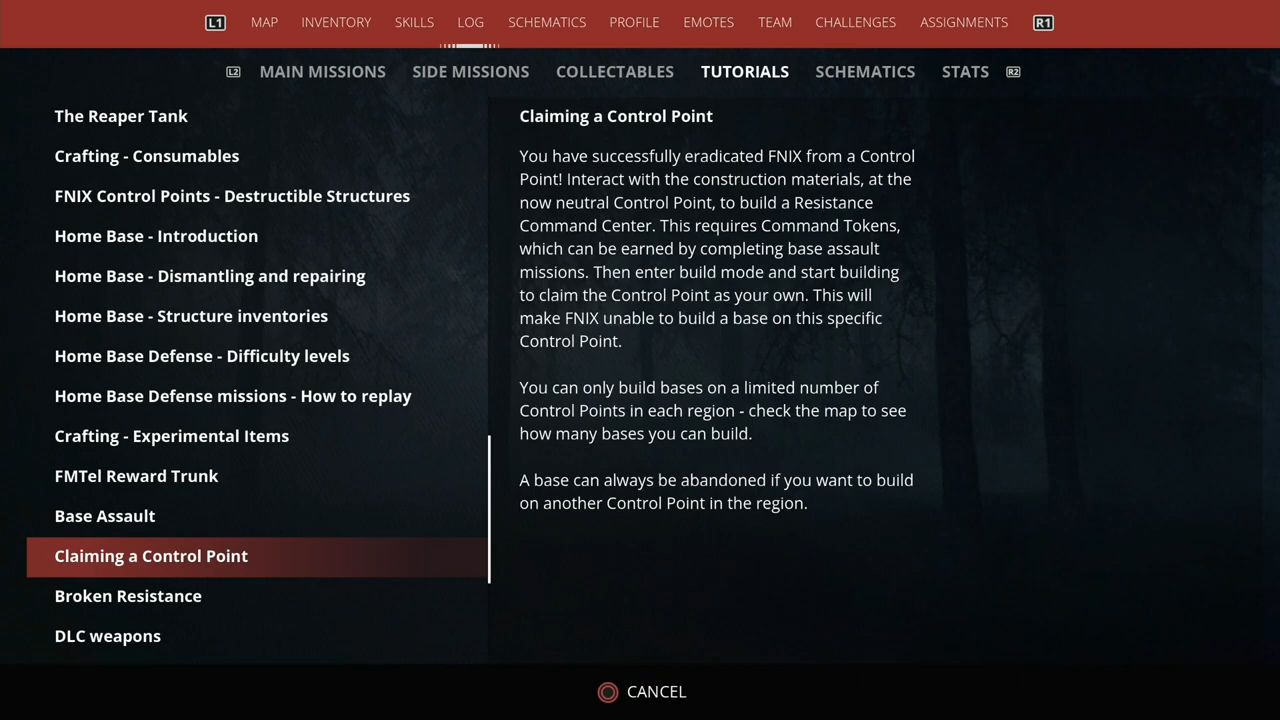 L1 MAP INVENTORY SKILLS LOG SCHEMATICS PROFILE EMOTES TEAM CHALLENGES ASSIGNMENTS R1
L2 MAIN MISSIONS SIDE MISSIONS COLLECTABLES TUTORIALS SCHEMATICS STATS R2
The Reaper Tank
Crafting - Consumables
FNIX Control Points - Destructible Structures
Home Base - Introduction
Home Base - Dismantling and repairing
Home Base - Structure inventories
Home Base Defense - Difficulty levels
Home Base Defense missions - How to replay
Crafting - Experimental Items
FMTel Reward Trunk
Base Assault
Claiming a Control Point
Broken Resistance
DLC weapons
Claiming a Control Point
You have successfully eradicated FNIX from a Control
Point! Interact with the construction materials, at the
now neutral Control Point, to build a Resistance
Command Center. This requires Command Tokens,
which can be earned by completing base assault
missions. Then enter build mode and start building
to claim the Control Point as your own. This will
make FNIX unable to build a base on this specific
Control Point.
You can only build bases on a limited number of
Control Points in each region - check the map to see
how many bases you can build.
A base can always be abandoned if you want to build
on another Control Point in the region.
CANCEL